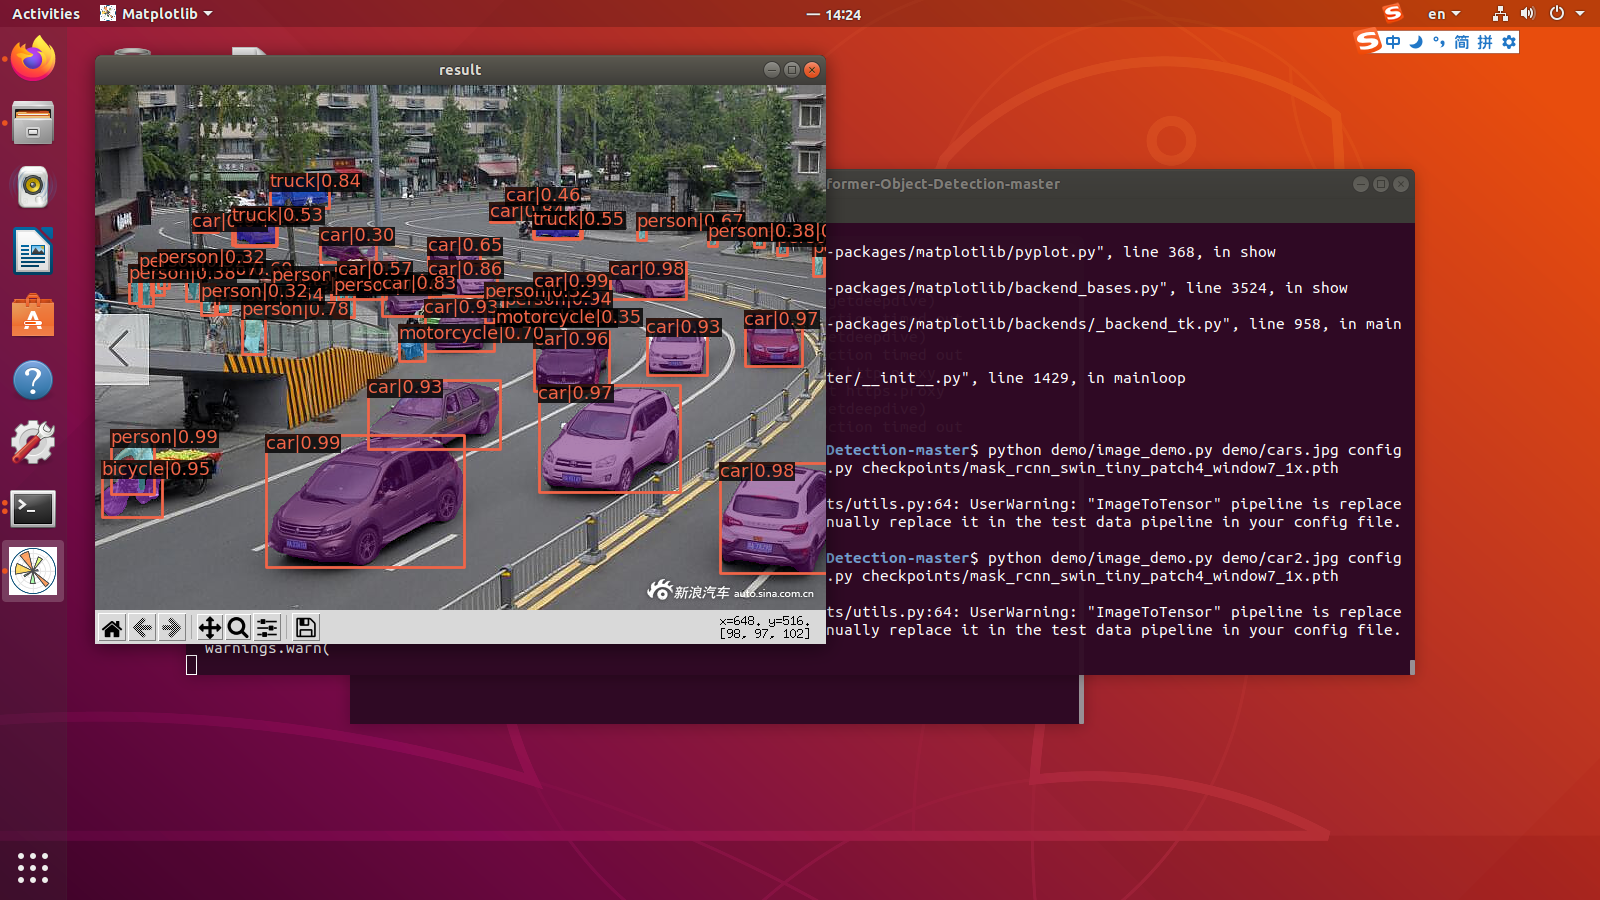 Activities
Matplotlib
14:24
en
中
简
拼
result
truck|0.84
car|0.46
truck|0.53
truck|0.55
person|0.67
person|0.38
car|0.30
car|0.65
person|0.32
car|0.57
car|0.86
car|0.99
car|0.98
car|0.83
person|0.32
person|0.78
car|0.93
motorcycle|0.35
car|0.93
car|0.97
motorcycle|0.70
car|0.96
car|0.93
car|0.97
person|0.99
car|0.99
bicycle|0.95
car|0.98
新浪汽车 auto.sina.com.cn
x=648. y=516.
[98, 97, 102]
former-Object-Detection-master
-packages/matplotlib/pyplot.py", line 368, in show
-packages/matplotlib/backend_bases.py", line 3524, in show
-packages/matplotlib/backends/_backend_tk.py", line 958, in main
ter/__init__.py", line 1429, in mainloop
Detection-master$ python demo/image_demo.py demo/cars.jpg config
.py checkpoints/mask_rcnn_swin_tiny_patch4_window7_1x.pth
ts/utils.py:64: UserWarning: "ImageToTensor" pipeline is replace
nually replace it in the test data pipeline in your config file.
Detection-master$ python demo/image_demo.py demo/car2.jpg config
.py checkpoints/mask_rcnn_swin_tiny_patch4_window7_1x.pth
ts/utils.py:64: UserWarning: "ImageToTensor" pipeline is replace
nually replace it in the test data pipeline in your config file.
warnings.warn(